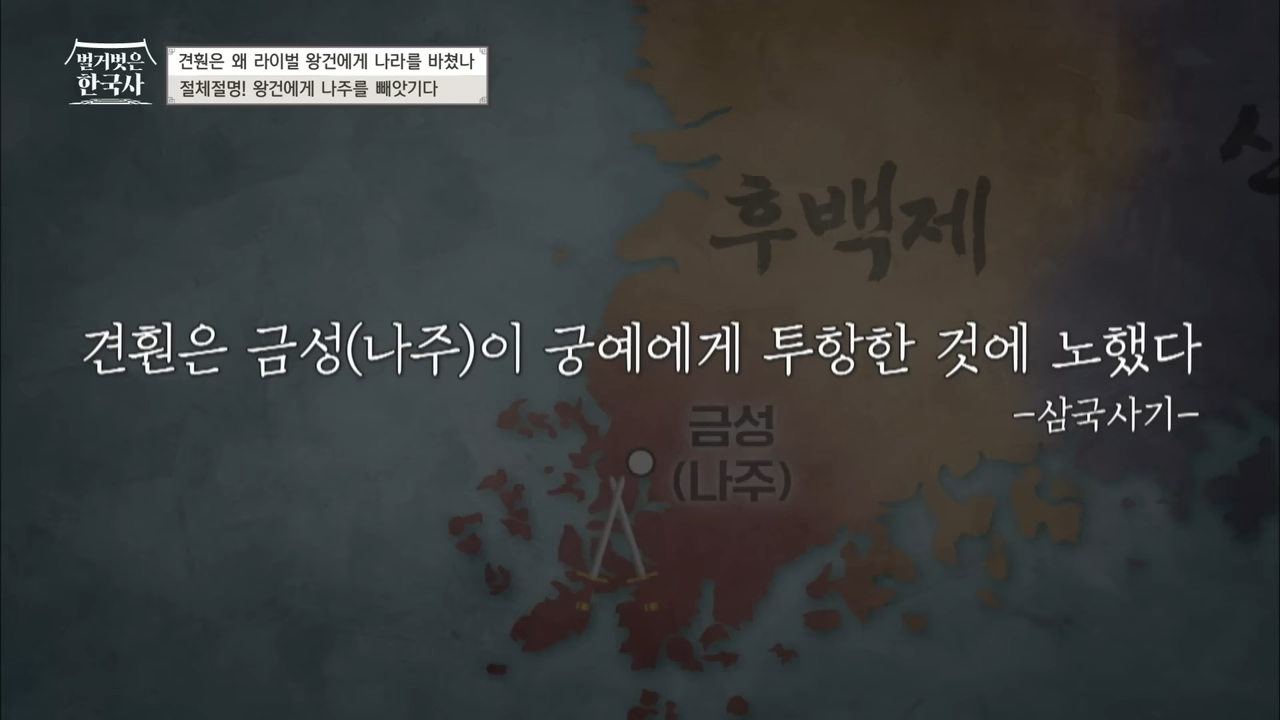 벌거벗은
한국사
견훤은 왜 라이벌 왕건에게 나라를 바쳤나
절체절명! 왕건에게 나주를 빼앗기다
후백제
견훤은 금성(나주)이 궁예에게 투항한 것에 노했다
-삼국사기-
금성
(나주)